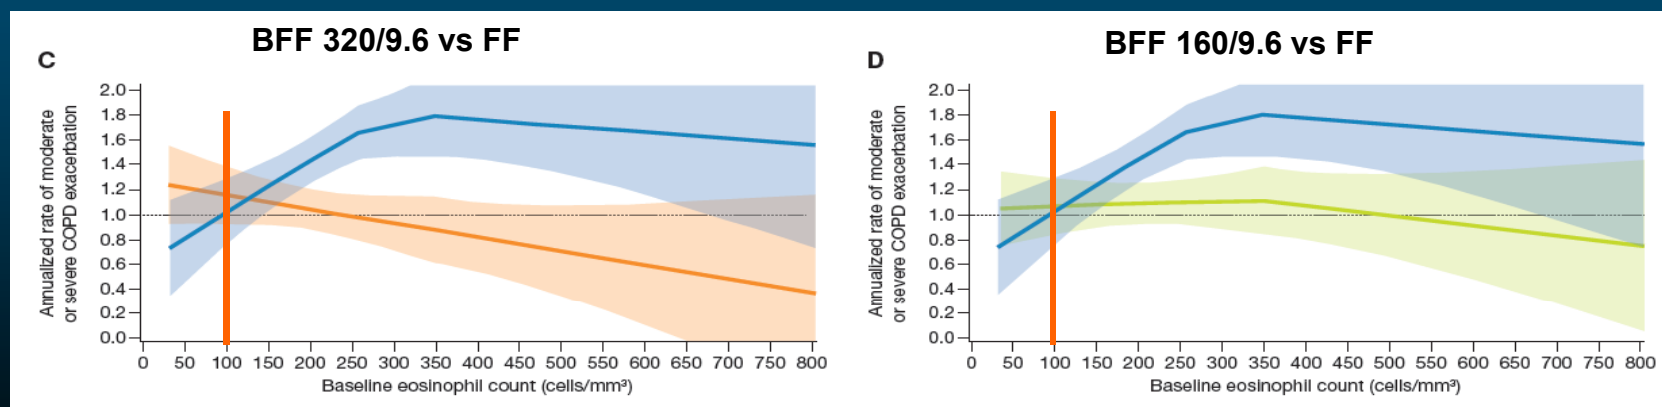 BFF 320/9.6 vs FF
C
Annualized rate of moderate
or severe COPD exacerbation
2.0
1.8
1.6
1.4
1.2
1.0
0.8
0.6
0.4
0.2
0.0
0 50 100 150 200 250 300 350 400 450 500 550 600 650 700 750 800
Baseline eosinophil count (cells/mm³)
BFF 160/9.6 vs FF
D
Annualized rate of moderate
or severe COPD exacerbation
2.0
1.8
1.6
1.4
1.2
1.0
0.8
0.6
0.4
0.2
0.0
0 50 100 150 200 250 300 350 400 450 500 550 600 650 700 750 800
Baseline eosinophil count (cells/mm³)